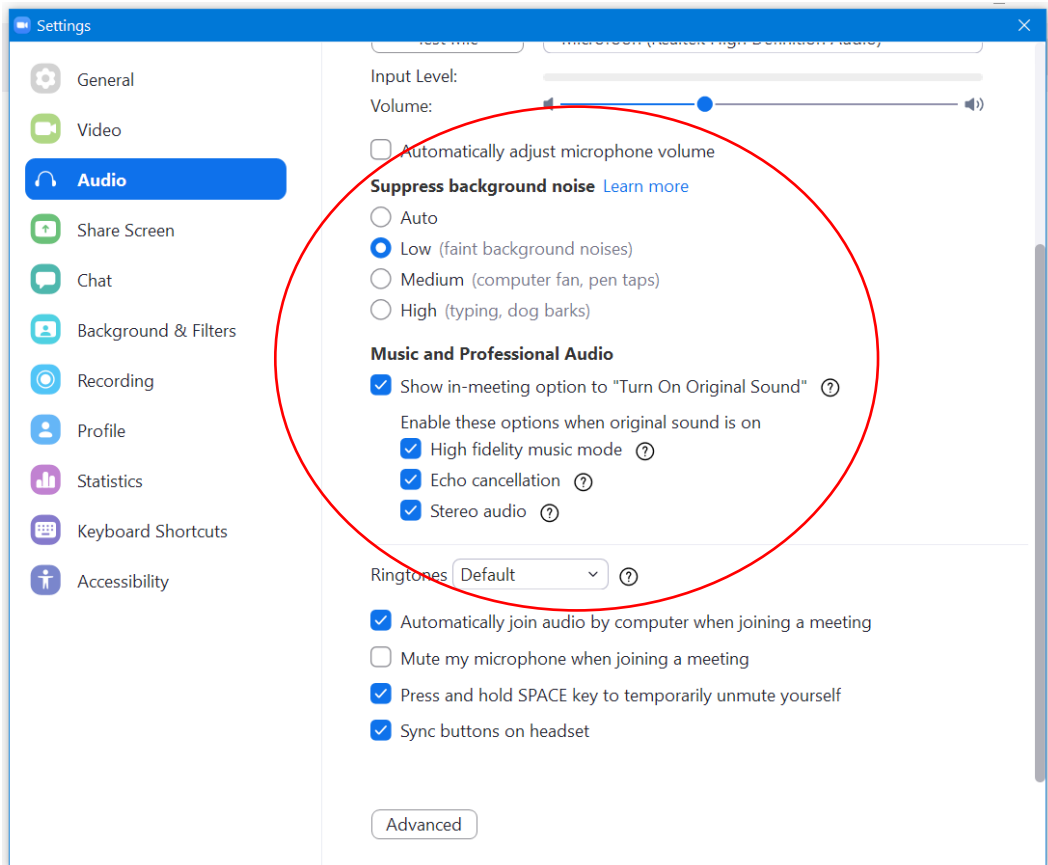 Settings
General
Video
Audio
Share Screen
Chat
Background & Filters
Recording
Profile
Statistics
Keyboard Shortcuts
Accessibility
Input Level:
Volume:
Automatically adjust microphone volume
Suppress background noise Learn more
Auto
Low (faint background noises)
Medium (computer fan, pen taps)
High (typing, dog barks)
Music and Professional Audio
Show in-meeting option to "Turn On Original Sound" ?
Enable these options when original sound is on
High fidelity music mode ?
Echo cancellation ?
Stereo audio ?
Ringtones Default ?
Automatically join audio by computer when joining a meeting
Mute my microphone when joining a meeting
Press and hold SPACE key to temporarily unmute yourself
Sync buttons on headset
Advanced